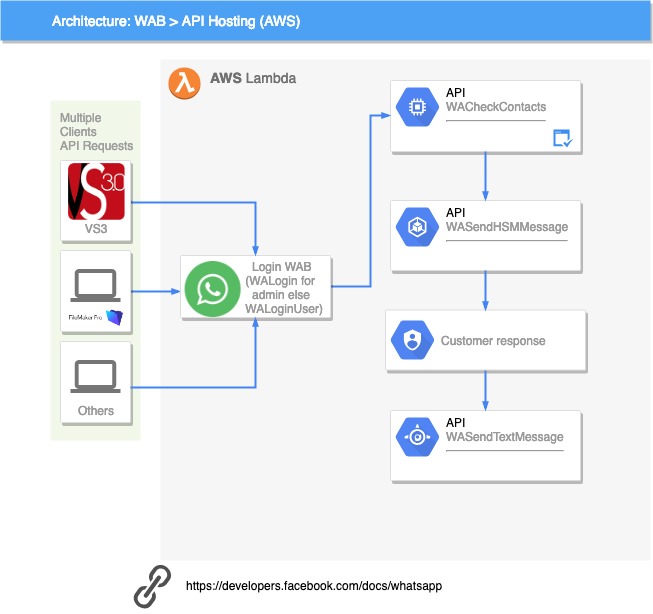 Architecture: WAB > API Hosting (AWS)
AWS Lambda
Multiple
Clients
API Requests
VS3.0
VS3
FileMaker Pro
Others
Login WAB
(WALogin for
admin else
WALoginUser)
API
WACheckContacts
API
WASendHSMMessage
Customer response
API
WASendTextMessage
https://developers.facebook.com/docs/whatsapp